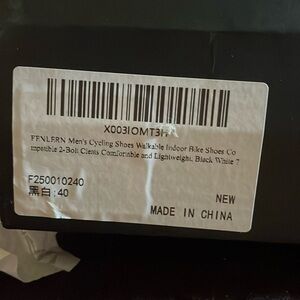 X003IOMT3H
FENLERN Men's Cycling Shoes Walkable Indoor Bike Shoes Co
mpatible 2-Bolt Cleats Comfortable and Lightweight, Black White 7
F250010240
黑白: 40
NEW
MADE IN CHINA